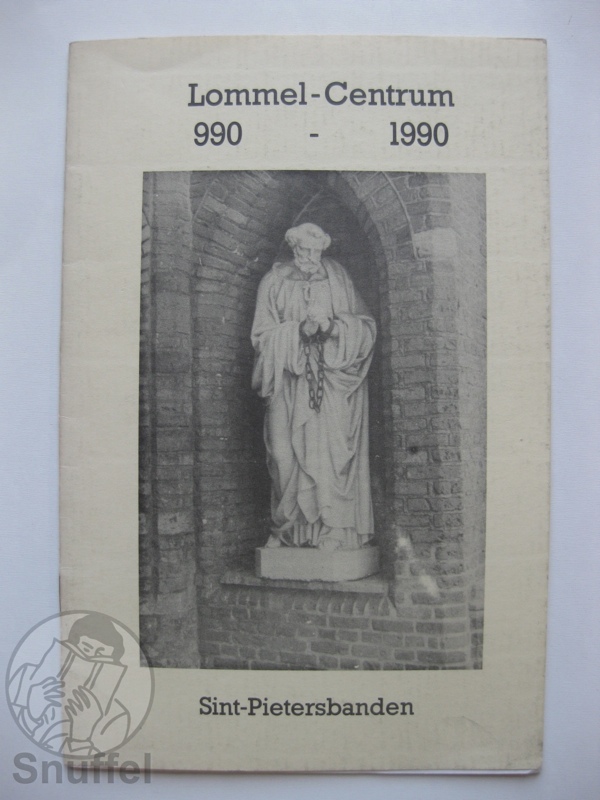 Lommel-Centrum
990 - 1990
Sint-Pietersbanden
Snuffel